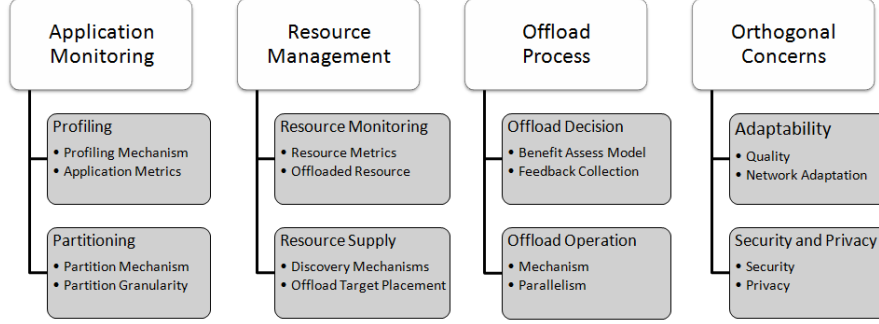 Application
Monitoring
Profiling
• Profiling Mechanism
• Application Metrics
Partitioning
• Partition Mechanism
• Partition Granularity
Resource
Management
Resource Monitoring
• Resource Metrics
• Offloaded Resource
Resource Supply
• Discovery Mechanisms
• Offload Target Placement
Offload
Process
Offload Decision
• Benefit Assess Model
• Feedback Collection
Offload Operation
• Mechanism
• Parallelism
Orthogonal
Concerns
Adaptability
• Quality
• Network Adaptation
Security and Privacy
• Security
• Privacy